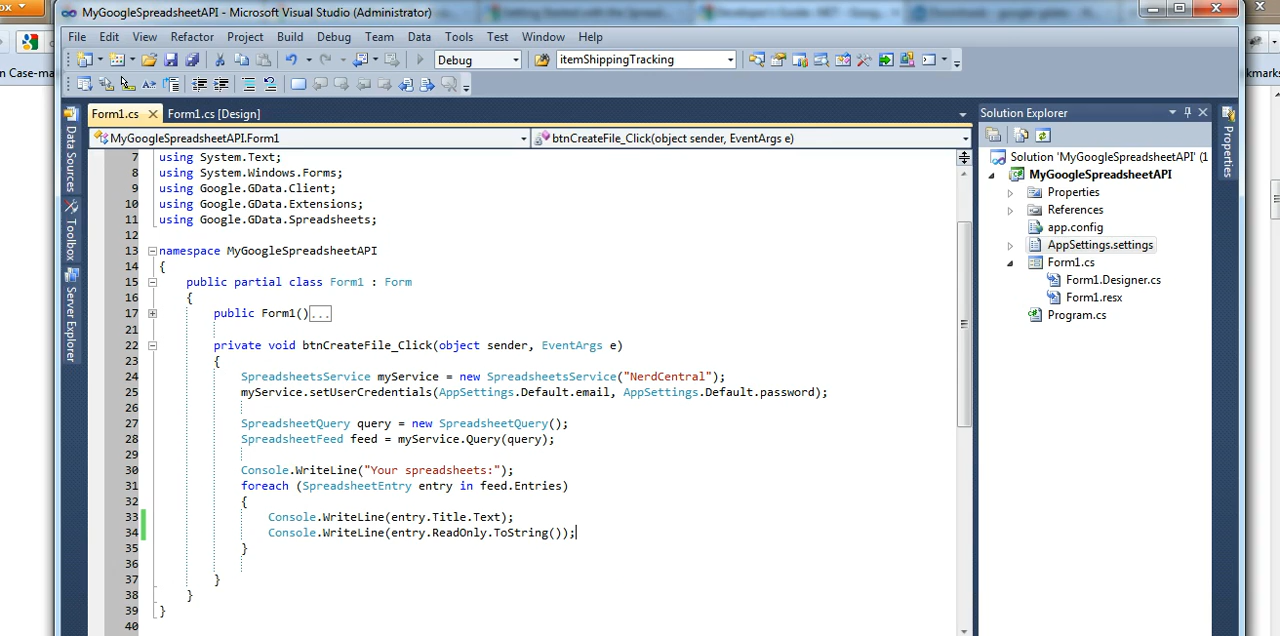 MyGoogleSpreadsheetAPI - Microsoft Visual Studio (Administrator)
File Edit View Refactor Project Build Debug Team Data Tools Test Window Help
Debug itemShippingTracking
n Case-ma
kmarks
Form1.cs Form1.cs [Design]
MyGoogleSpreadsheetAPI.Form1 btnCreateFile_Click(object sender, EventArgs e)
Data Sources
Toolbox
Server Explorer
7 using System.Text;
8 using System.Windows.Forms;
9 using Google.GData.Client;
10 using Google.GData.Extensions;
11 using Google.GData.Spreadsheets;
12
13 namespace MyGoogleSpreadsheetAPI
14 {
15 public partial class Form1 : Form
16 {
17 public Form1()...
21
22 private void btnCreateFile_Click(object sender, EventArgs e)
23 {
24 SpreadsheetsService myService = new SpreadsheetsService("NerdCentral");
25 myService.setUserCredentials(AppSettings.Default.email, AppSettings.Default.password);
26
27 SpreadsheetQuery query = new SpreadsheetQuery();
28 SpreadsheetFeed feed = myService.Query(query);
29
30 Console.WriteLine("Your spreadsheets:");
31 foreach (SpreadsheetEntry entry in feed.Entries)
32 {
33 Console.WriteLine(entry.Title.Text);
34 Console.WriteLine(entry.ReadOnly.ToString());
35 }
36
37 }
38 }
39 }
40
Solution Explorer
Solution 'MyGoogleSpreadsheetAPI' (1
MyGoogleSpreadsheetAPI
Properties
References
app.config
AppSettings.settings
Form1.cs
Form1.Designer.cs
Form1.resx
Program.cs
Properties